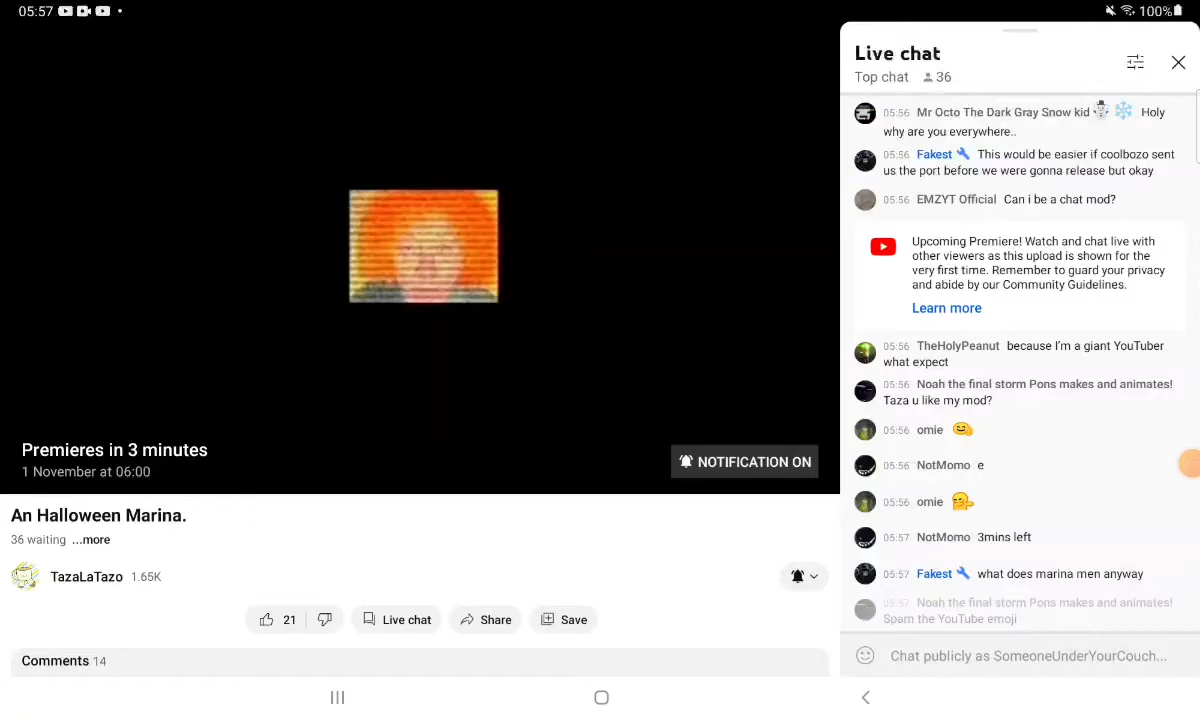 05:57
100%
Premieres in 3 minutes
1 November at 06:00
NOTIFICATION ON
An Halloween Marina.
36 waiting ...more
TazaLaTazo 1.65K
21
Live chat
Share
Save
Comments 14
Live chat
Top chat 36
05:56 Mr Octo The Dark Gray Snow kid ☃️ ❄️ Holy
why are you everywhere..
05:56 Fakest 🔧 This would be easier if coolbozo sent
us the port before we were gonna release but okay
05:56 EMZYT Official Can i be a chat mod?
Upcoming Premiere! Watch and chat live with
other viewers as this upload is shown for the
very first time. Remember to guard your privacy
and abide by our Community Guidelines.
Learn more
05:56 TheHolyPeanut because I'm a giant YouTuber
what expect
05:56 Noah the final storm Pons makes and animates!
Taza u like my mod?
05:56 omie
05:56 NotMomo e
05:56 omie
05:57 NotMomo 3mins left
05:57 Fakest 🔧 what does marina men anyway
05:57 Noah the final storm Pons makes and animates!
Spam the YouTube emoji
Chat publicly as SomeoneUnderYourCouch...